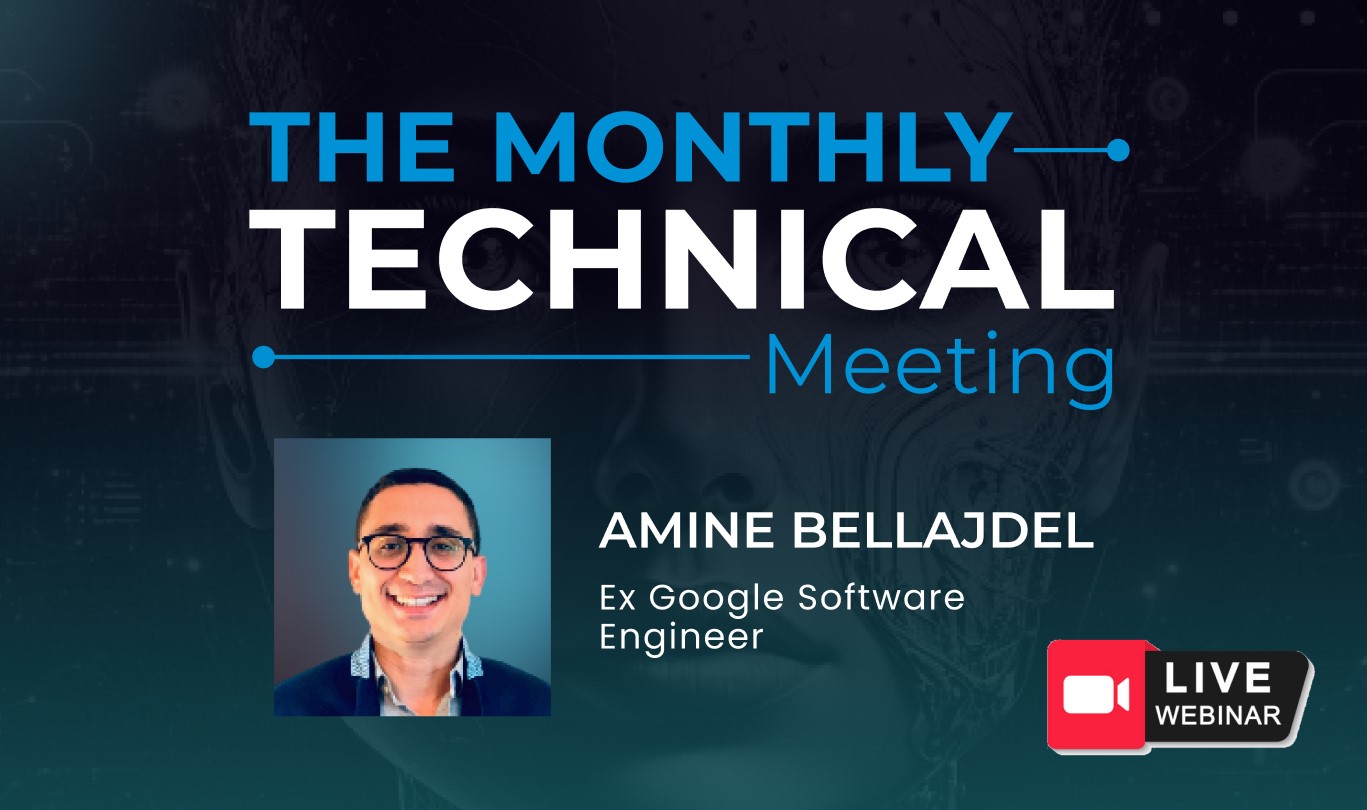 THE MONTHLY
TECHNICAL
Meeting
AMINE BELLAJDEL
Ex Google Software
Engineer
LIVE
WEBINAR